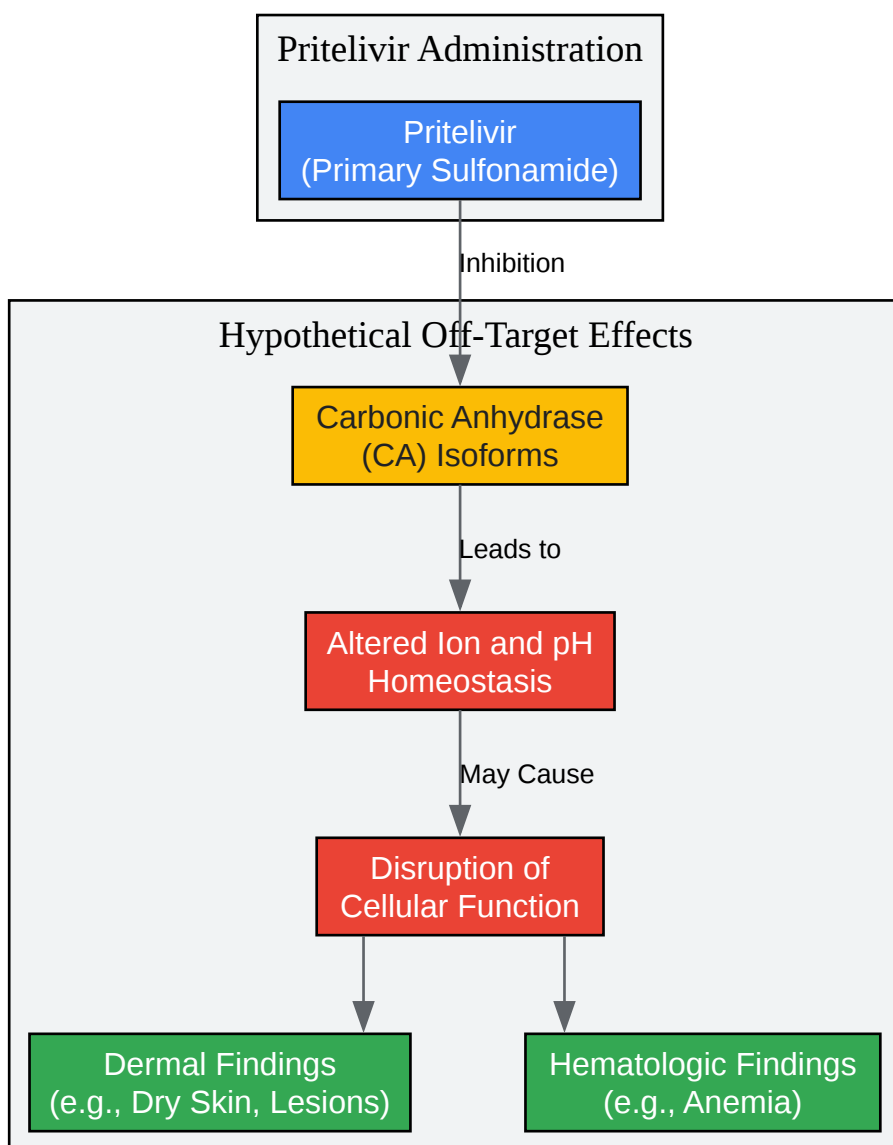 Pritelivir Administration
Pritelivir
(Primary Sulfonamide)
Inhibition
Hypothetical Off-Target Effects
Carbonic Anhydrase
(CA) Isoforms
Leads to
Altered Ion and pH
Homeostasis
May Cause
Disruption of
Cellular Function
Dermal Findings
(e.g., Dry Skin, Lesions)
Hematologic Findings
(e.g., Anemia)